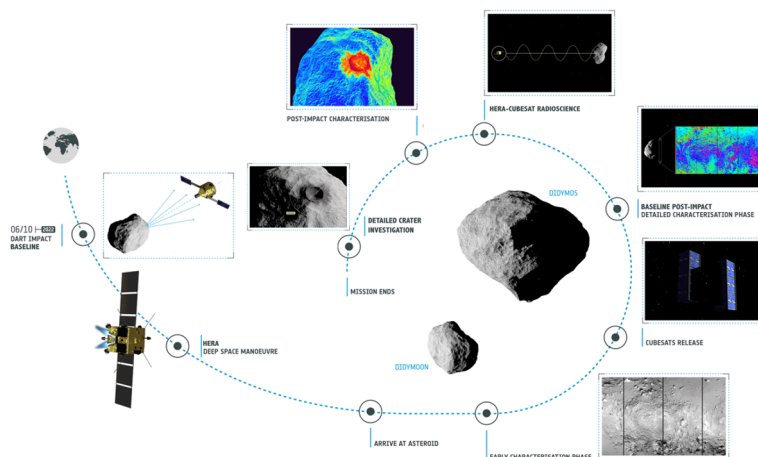 POST-IMPACT CHARACTERISATION
HERA-CUBESAT RADIOSCIENCE
DIDYMOS
BASELINE POST-IMPACT
DETAILED CHARACTERISATION PHASE
DETAILED CRATER
INVESTIGATION
06/10 2022
DART IMPACT
BASELINE
MISSION ENDS
HERA
DEEP SPACE MANOEUVRE
CUBESATS RELEASE
DIDYMOON
ARRIVE AT ASTEROID
EARLY CHARACTERISATION PHASE